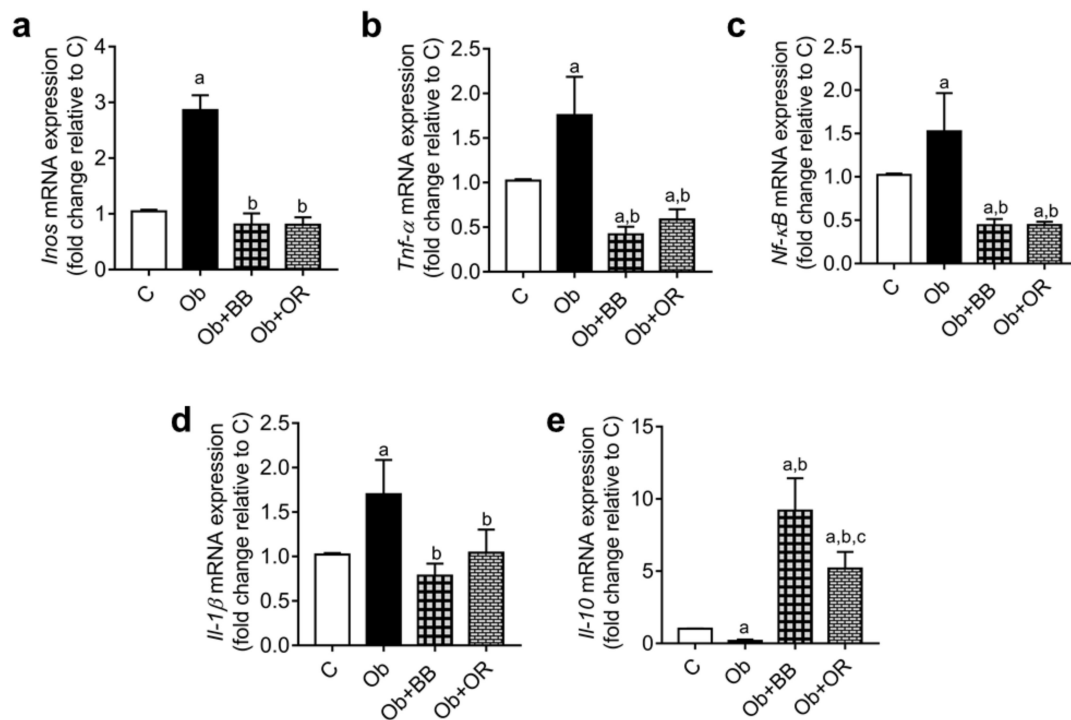 a
Inos mRNA expression
(fold change relative to C)
4
3
2
1
0
a
b
b
C
Ob
Ob+BB
Ob+OR
b
Tnf-α mRNA expression
(fold change relative to C)
2.5
2.0
1.5
1.0
0.5
0.0
a
a,b
a,b
C
Ob
Ob+BB
Ob+OR
c
Nf-κB mRNA expression
(fold change relative to C)
2.5
2.0
1.5
1.0
0.5
0.0
a
a,b
a,b
C
Ob
Ob+BB
Ob+OR
d
Il-1β mRNA expression
(fold change relative to C)
2.5
2.0
1.5
1.0
0.5
0.0
a
b
b
C
Ob
Ob+BB
Ob+OR
e
Il-10 mRNA expression
(fold change relative to C)
15
10
5
0
a
a,b
a,b,c
C
Ob
Ob+BB
Ob+OR